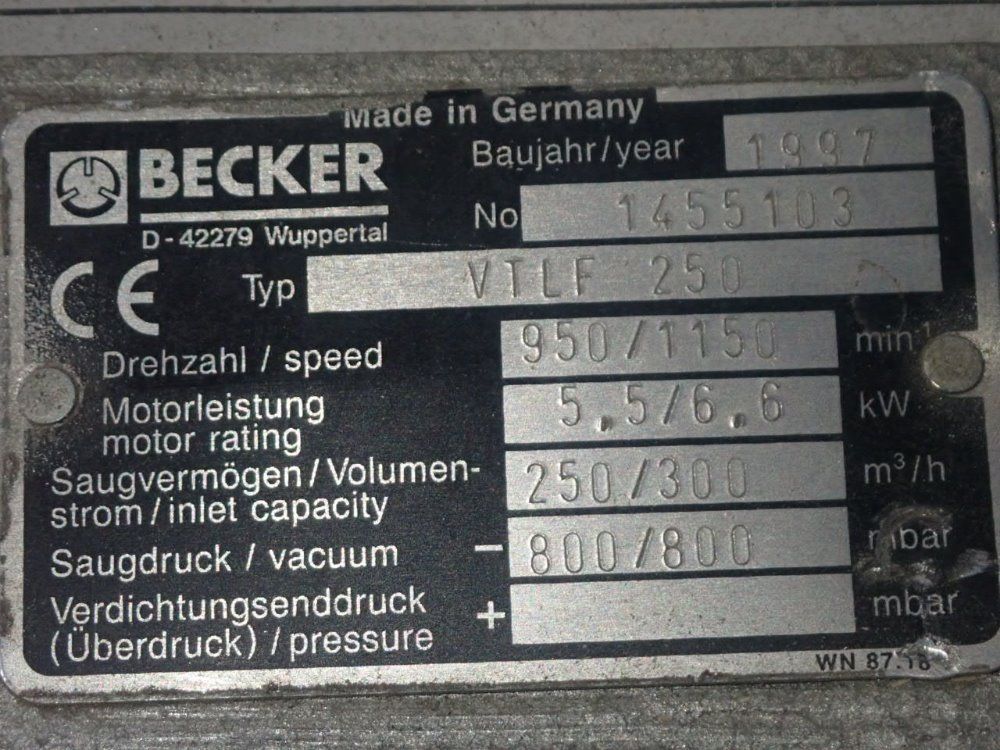 Made in Germany
BECKER
Baujahr/year 1997
No 1455103
D-42279 Wuppertal
CE Typ VTLF 250
Drehzahl / speed 950/1150 min-1
Motorleistung
motor rating 5,5/6,6 kW
Saugvermögen/Volumen-
strom/inlet capacity 250/300 m³/h
Saugdruck / vacuum − 800/800 mbar
Verdichtungsenddruck
(Überdruck) / pressure + mbar
WN 87.18